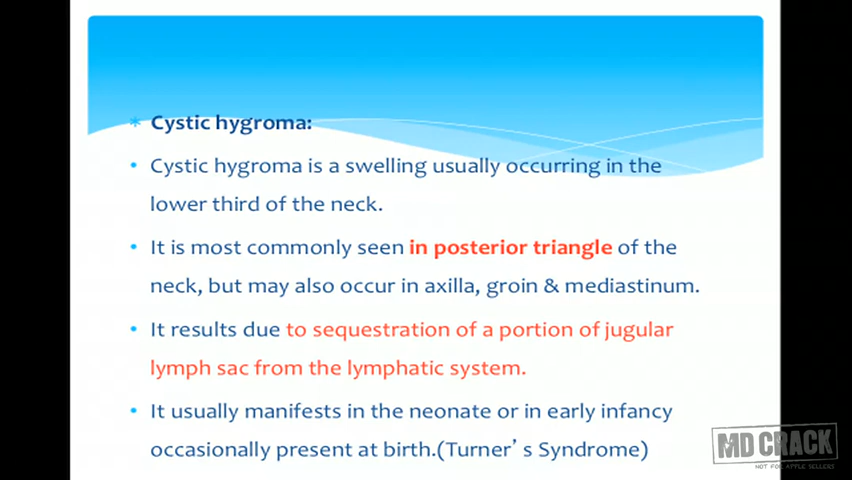 * Cystic hygroma:
• Cystic hygroma is a swelling usually occurring in the
lower third of the neck.
• It is most commonly seen in posterior triangle of the
neck, but may also occur in axilla, groin & mediastinum.
• It results due to sequestration of a portion of jugular
lymph sac from the lymphatic system.
• It usually manifests in the neonate or in early infancy
occasionally present at birth.(Turner’ s Syndrome)
MD CRACK
NOT FOR APPLE SELLERS